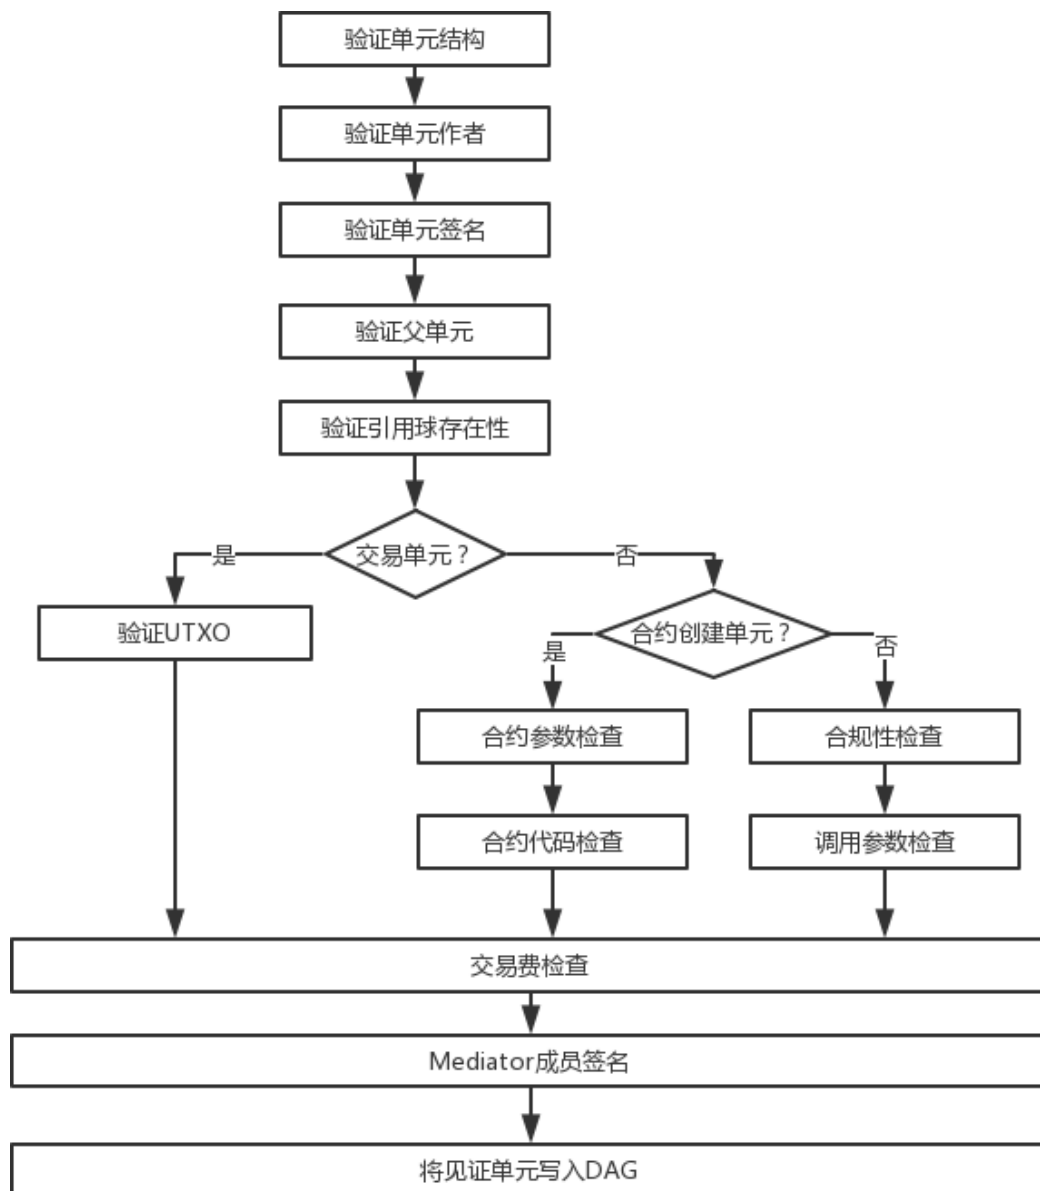 验证单元结构
验证单元作者
验证单元签名
验证父单元
验证引用球存在性
交易单元？
是
否
验证UTXO
合约创建单元？
是
否
合约参数检查
合规性检查
合约代码检查
调用参数检查
交易费检查
Mediator成员签名
将见证单元写入DAG